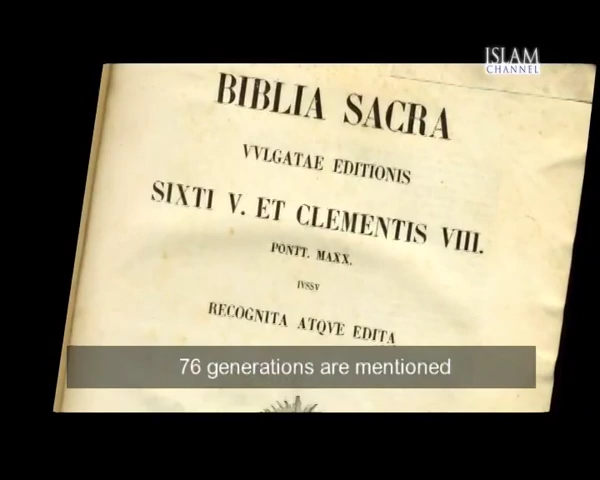 ISLAM
CHANNEL
BIBLIA SACRA
VVLGATAE EDITIONIS
SIXTI V. ET CLEMENTIS VIII.
PONTT. MAXX.
IVSSV
RECOGNITA ATQVE EDITA
76 generations are mentioned